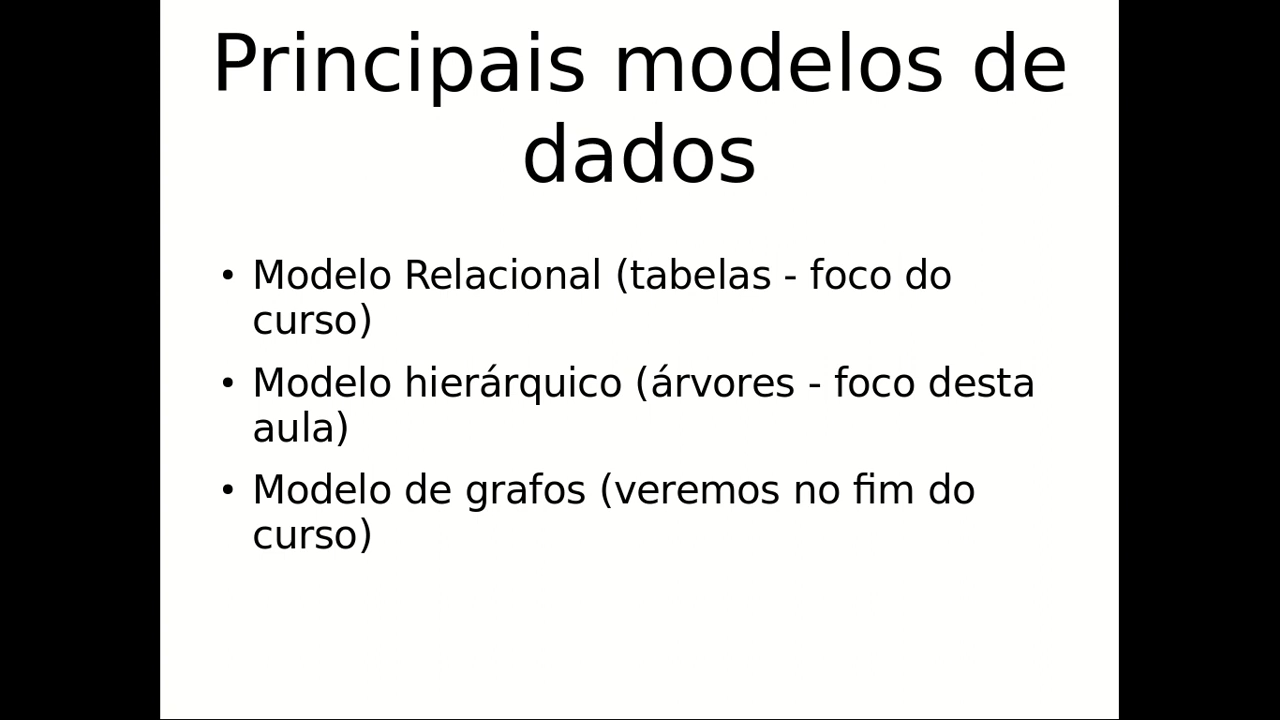 Principais modelos de
dados
• Modelo Relacional (tabelas - foco do
curso)
• Modelo hierárquico (árvores - foco desta
aula)
• Modelo de grafos (veremos no fim do
curso)